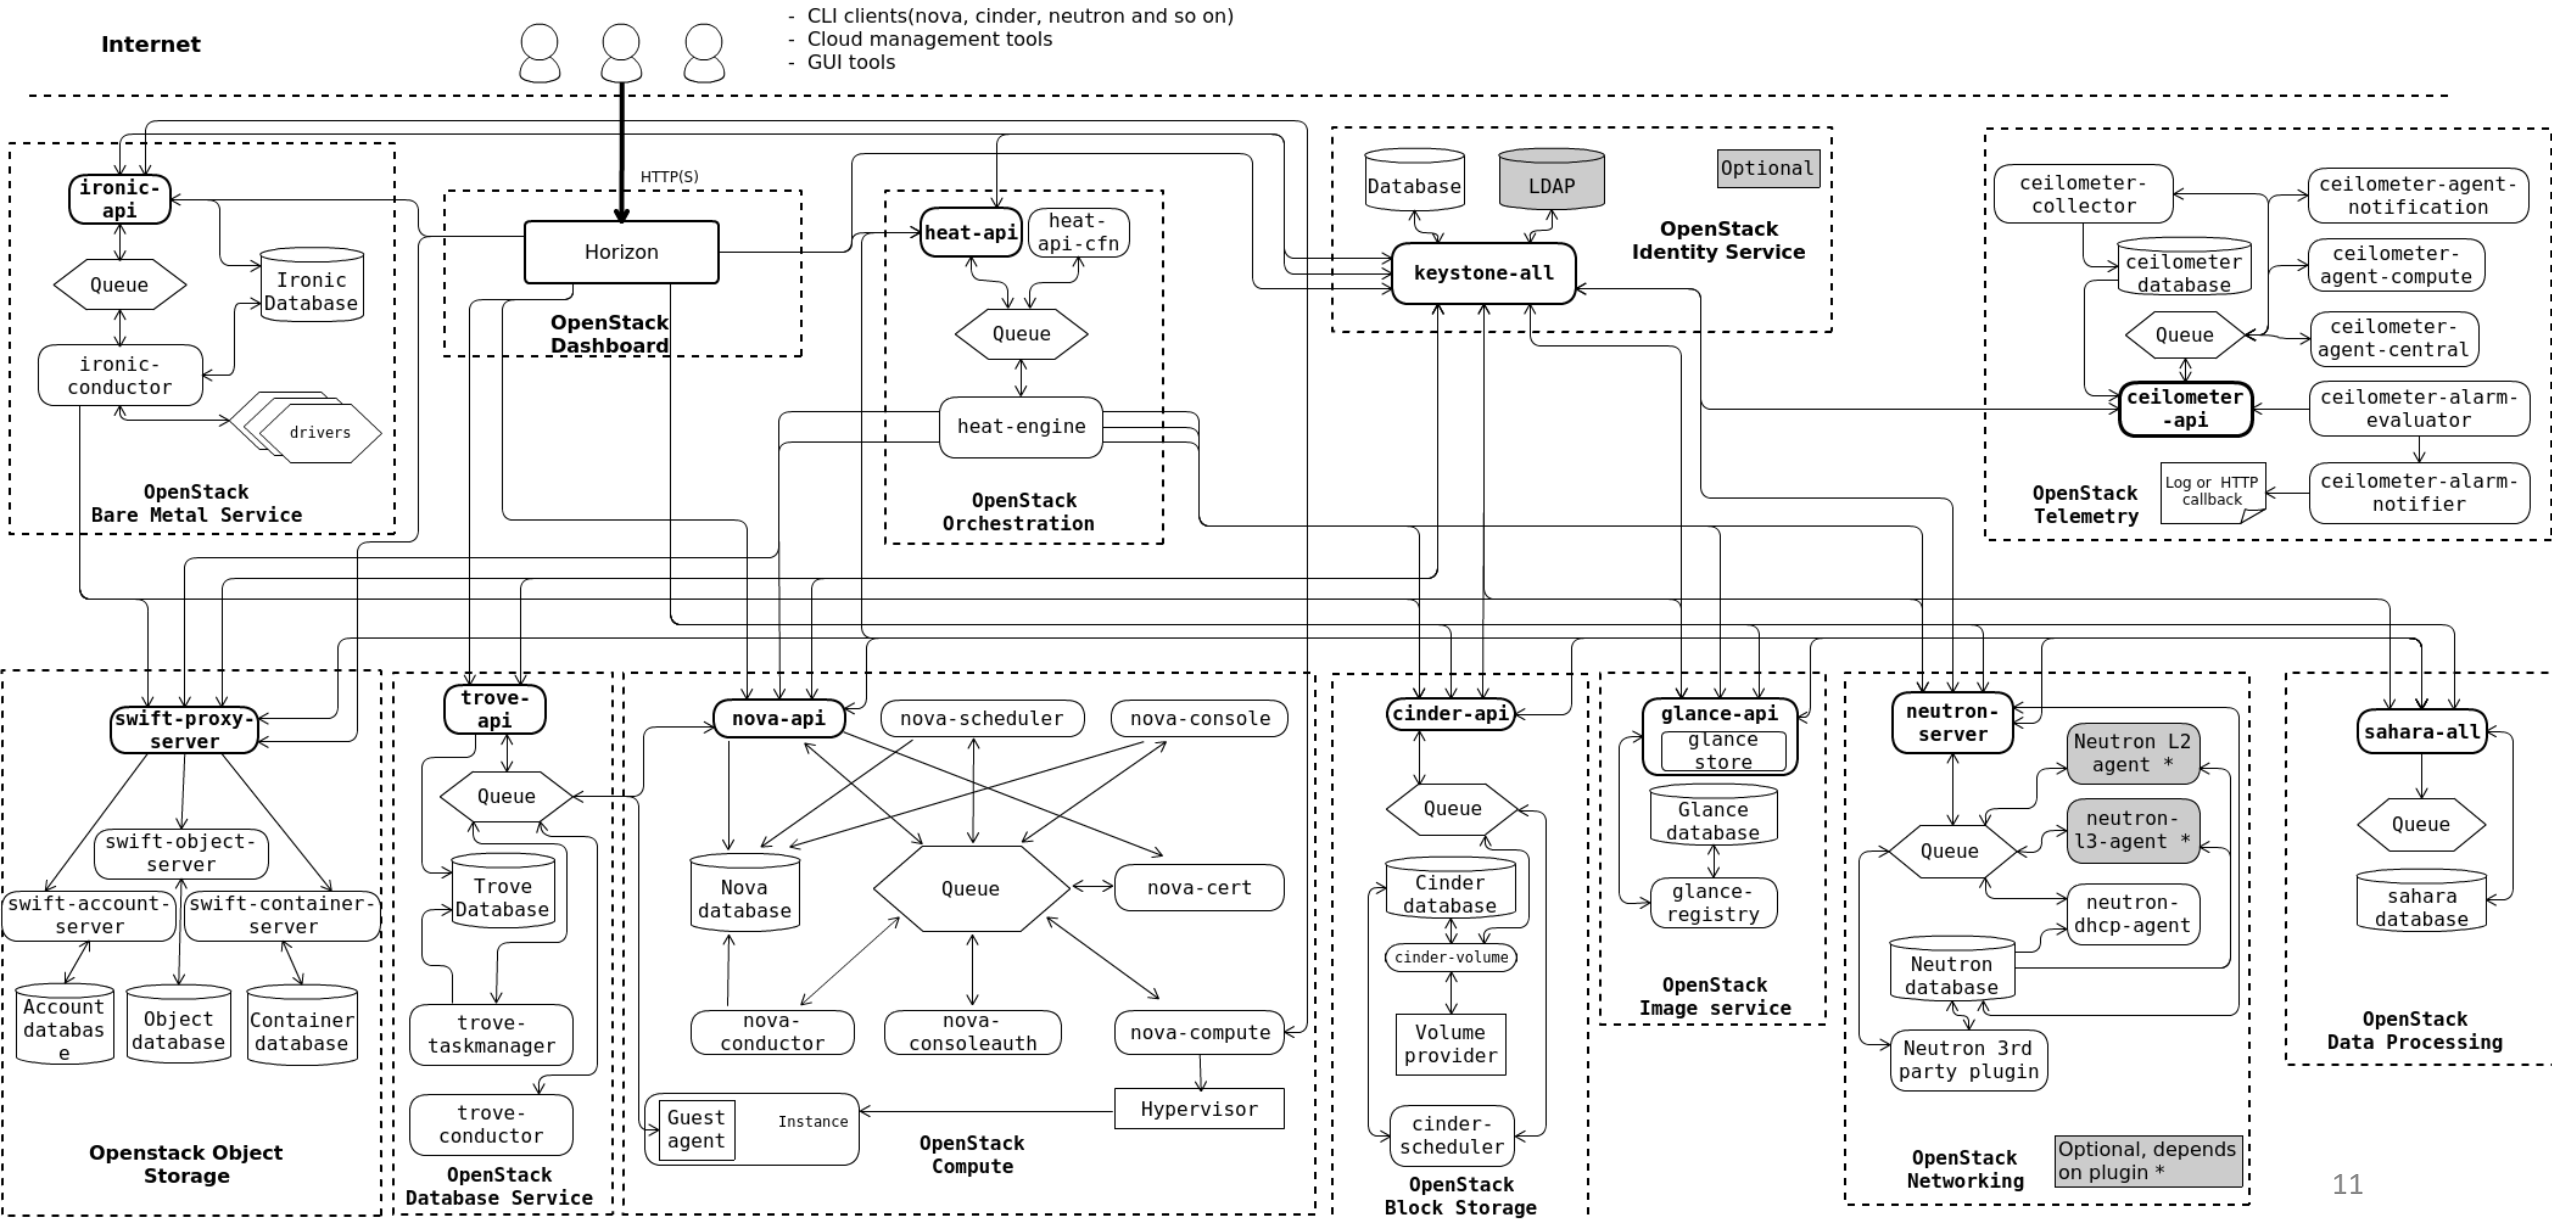 Internet
- CLI clients(nova, cinder, neutron and so on)
- Cloud management tools
- GUI tools
HTTP(S)
ironic-
api
Queue
Ironic
Database
ironic-
conductor
drivers
OpenStack
Bare Metal Service
Horizon
OpenStack
Dashboard
heat-api
heat-
api-cfn
Queue
heat-engine
OpenStack
Orchestration
Database
LDAP
Optional
OpenStack
Identity Service
keystone-all
ceilometer-
collector
ceilometer-agent-
notification
ceilometer
database
ceilometer-
agent-compute
Queue
ceilometer-
agent-central
ceilometer
-api
ceilometer-alarm-
evaluator
Log or HTTP
callback
ceilometer-alarm-
notifier
OpenStack
Telemetry
swift-proxy-
server
swift-object-
server
swift-account-
server
swift-container-
server
Account
databas
e
Object
database
Container
database
Openstack Object
Storage
trove-
api
Queue
Trove
Database
trove-
taskmanager
trove-
conductor
OpenStack
Database Service
nova-api
nova-scheduler
nova-console
Nova
database
Queue
nova-cert
nova-
conductor
nova-
consoleauth
nova-compute
Guest
agent
Instance
Hypervisor
OpenStack
Compute
cinder-api
Queue
Cinder
database
cinder-volume
Volume
provider
cinder-
scheduler
OpenStack
Block Storage
glance-api
glance
store
Glance
database
glance-
registry
OpenStack
Image service
neutron-
server
Neutron L2
agent *
neutron-
l3-agent *
Queue
neutron-
dhcp-agent
Neutron
database
Neutron 3rd
party plugin
OpenStack
Networking
Optional, depends
on plugin *
sahara-all
Queue
sahara
database
OpenStack
Data Processing
11